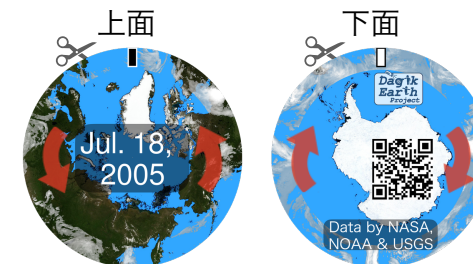 上面
下面
Jul. 18,
2005
Dagik
Earth
Project
Data by NASA,
NOAA & USGS